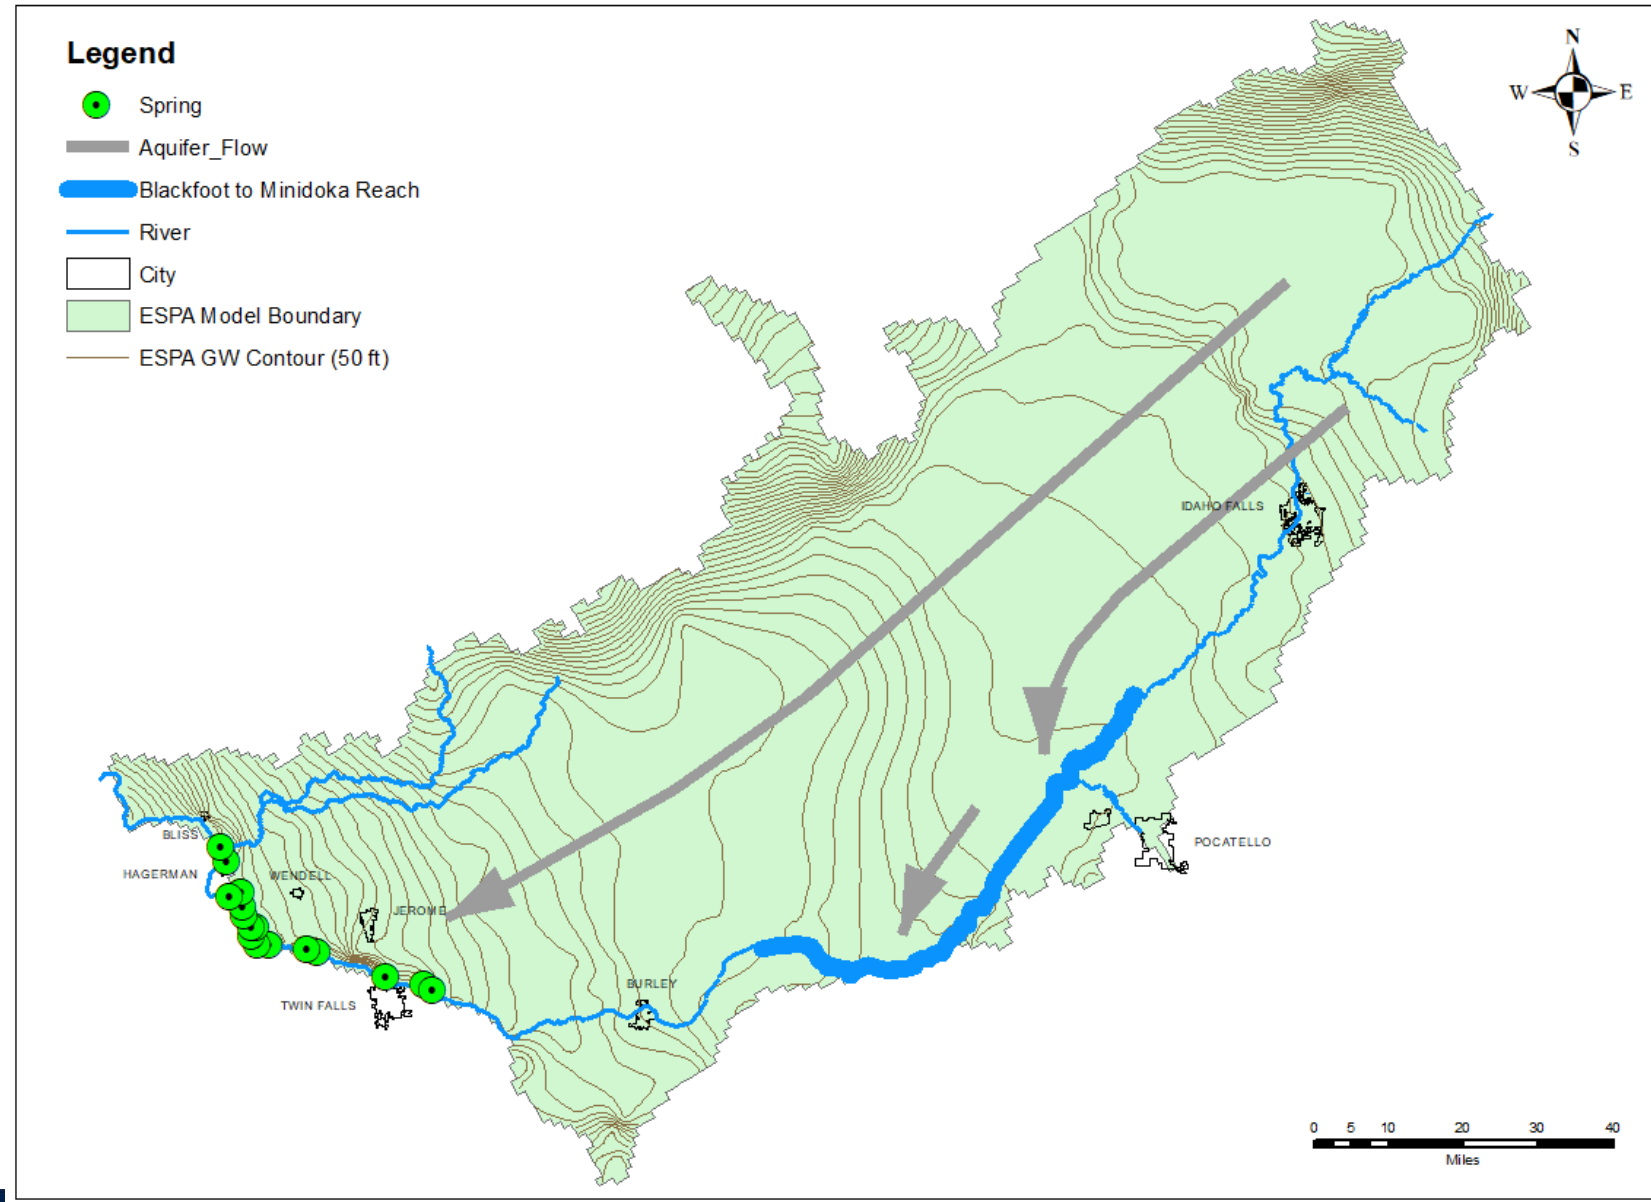 Legend
Spring
Aquifer_Flow
Blackfoot to Minidoka Reach
River
City
ESPA Model Boundary
ESPA GW Contour (50 ft)
N
W E
S
IDAHO FALLS
BLISS
HAGERMAN
WENDELL
JEROME
POCATELLO
BURLEY
TWIN FALLS
0 5 10 20 30 40
Miles